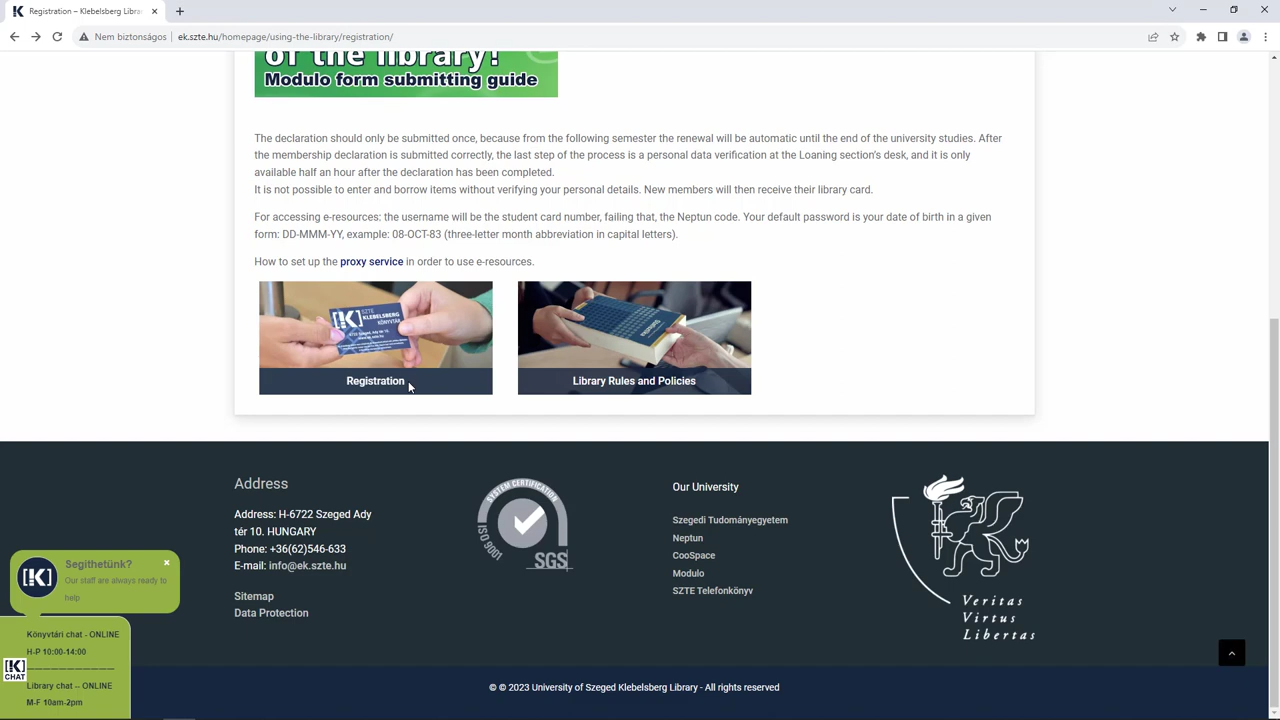 Registration – Klebelsberg Libra
Nem biztonságos
ek.szte.hu/homepage/using-the-library/registration/
of the library!
Modulo form submitting guide
The declaration should only be submitted once, because from the following semester the renewal will be automatic until the end of the university studies. After
the membership declaration is submitted correctly, the last step of the process is a personal data verification at the Loaning section's desk, and it is only
available half an hour after the declaration has been completed.
It is not possible to enter and borrow items without verifying your personal details. New members will then receive their library card.
For accessing e-resources: the username will be the student card number, failing that, the Neptun code. Your default password is your date of birth in a given
form: DD-MMM-YY, example: 08-OCT-83 (three-letter month abbreviation in capital letters).
How to set up the proxy service in order to use e-resources.
[K] SZTE
KLEBELSBERG
KÖNYVTÁR
Registration
Library Rules and Policies
Address
Address: H-6722 Szeged Ady
tér 10. HUNGARY
Phone: +36(62)546-633
E-mail: info@ek.szte.hu
Sitemap
Data Protection
SYSTEM CERTIFICATION
ISO 9001
SGS
Our University
Szegedi Tudományegyetem
Neptun
CooSpace
Modulo
SZTE Telefonkönyv
Veritas
Virtus
Libertas
[K]
Segíthetünk?
Our staff are always ready to
help
Könyvtári chat - ONLINE
H-P 10:00-14:00
-------------------------
Library chat -- ONLINE
M-F 10am-2pm
[K]
CHAT
© © 2023 University of Szeged Klebelsberg Library - All rights reserved